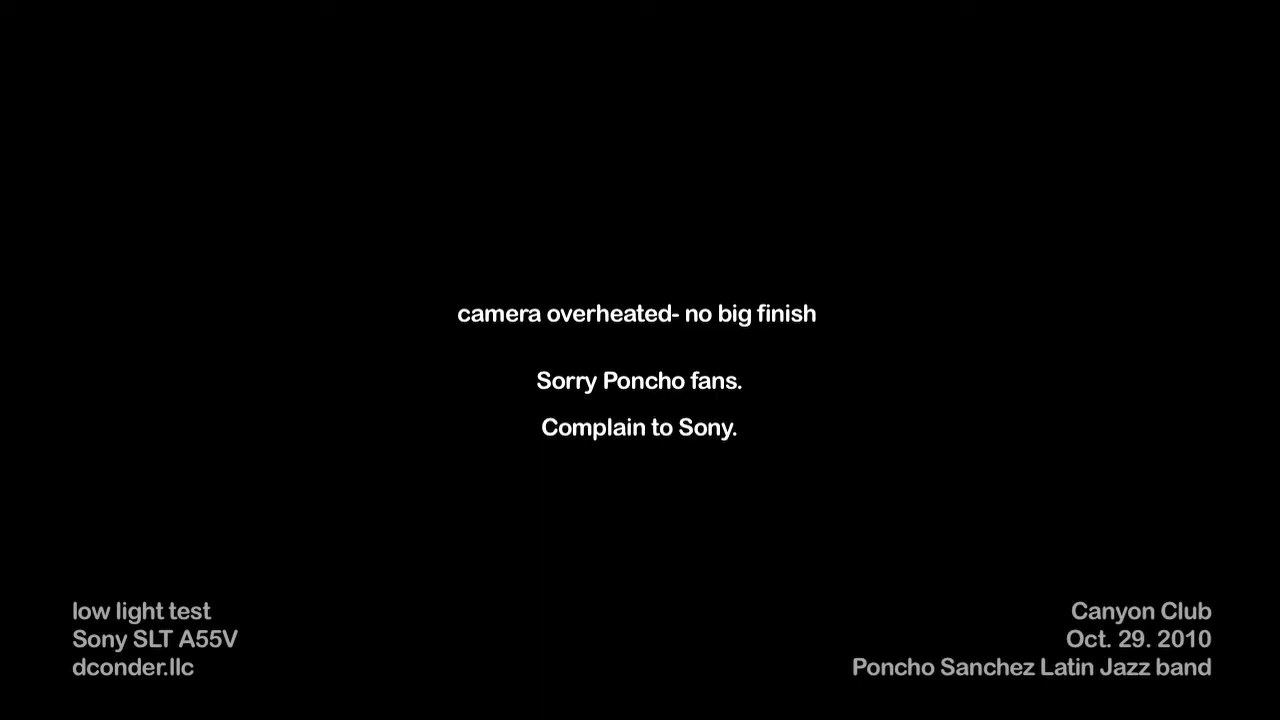 camera overheated- no big finish
Sorry Poncho fans.
Complain to Sony.
low light test
Sony SLT A55V
dconder.llc
Canyon Club
Oct. 29. 2010
Poncho Sanchez Latin Jazz band